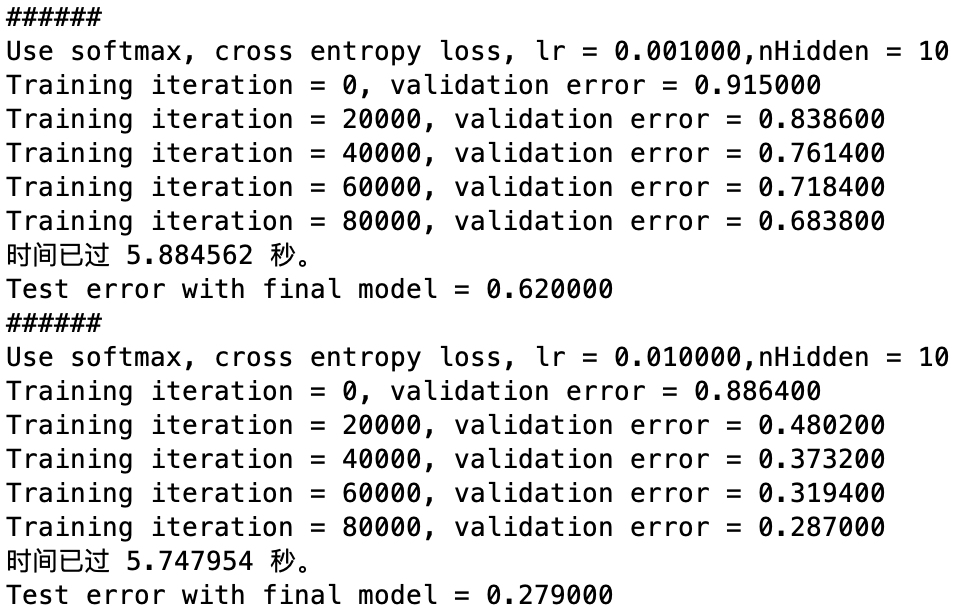 ######
Use softmax, cross entropy loss, lr = 0.001000,nHidden = 10
Training iteration = 0, validation error = 0.915000
Training iteration = 20000, validation error = 0.838600
Training iteration = 40000, validation error = 0.761400
Training iteration = 60000, validation error = 0.718400
Training iteration = 80000, validation error = 0.683800
时间已过 5.884562 秒。
Test error with final model = 0.620000
######
Use softmax, cross entropy loss, lr = 0.010000,nHidden = 10
Training iteration = 0, validation error = 0.886400
Training iteration = 20000, validation error = 0.480200
Training iteration = 40000, validation error = 0.373200
Training iteration = 60000, validation error = 0.319400
Training iteration = 80000, validation error = 0.287000
时间已过 5.747954 秒。
Test error with final model = 0.279000